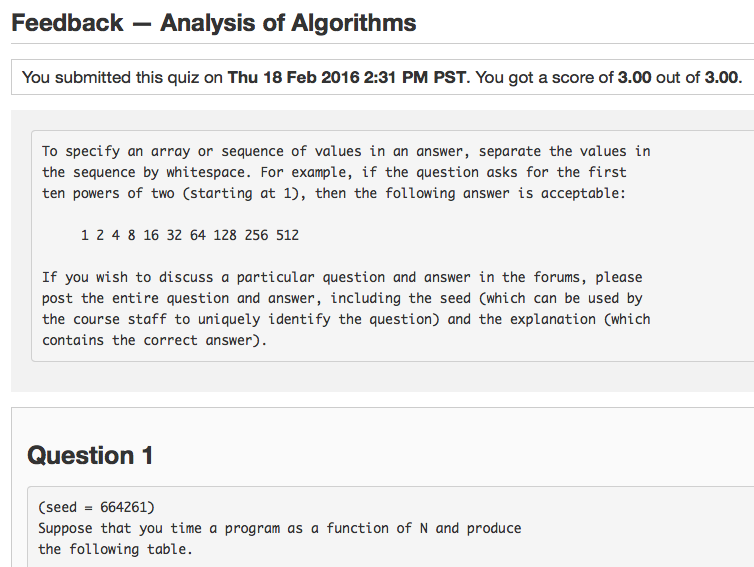 Feedback — Analysis of Algorithms
You submitted this quiz on Thu 18 Feb 2016 2:31 PM PST. You got a score of 3.00 out of 3.00.
To specify an array or sequence of values in an answer, separate the values in
the sequence by whitespace. For example, if the question asks for the first
ten powers of two (starting at 1), then the following answer is acceptable:
1 2 4 8 16 32 64 128 256 512
If you wish to discuss a particular question and answer in the forums, please
post the entire question and answer, including the seed (which can be used by
the course staff to uniquely identify the question) and the explanation (which
contains the correct answer).
Question 1
(seed = 664261)
Suppose that you time a program as a function of N and produce
the following table.